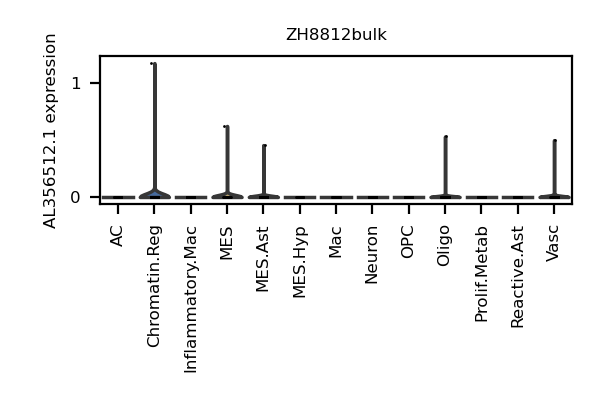 ZH8812bulk
AL356512.1 expression
1
0
AC
Chromatin.Reg
Inflammatory.Mac
MES
MES.Ast
MES.Hyp
Mac
Neuron
OPC
Oligo
Prolif.Metab
Reactive.Ast
Vasc